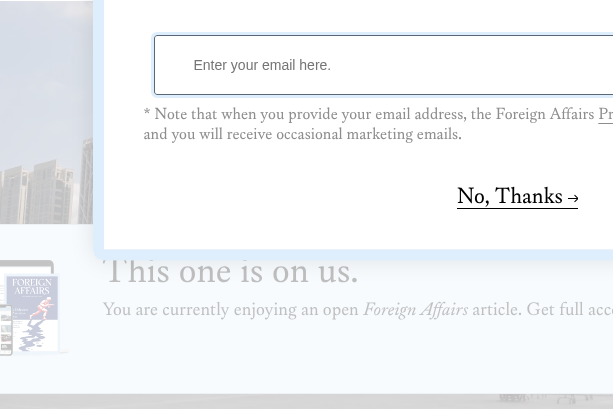 Enter your email here.
* Note that when you provide your email address, the Foreign Affairs Pr
and you will receive occasional marketing emails.
No, Thanks →
This one is on us.
FOREIGN
AFFAIRS
You are currently enjoying an open Foreign Affairs article. Get full acc